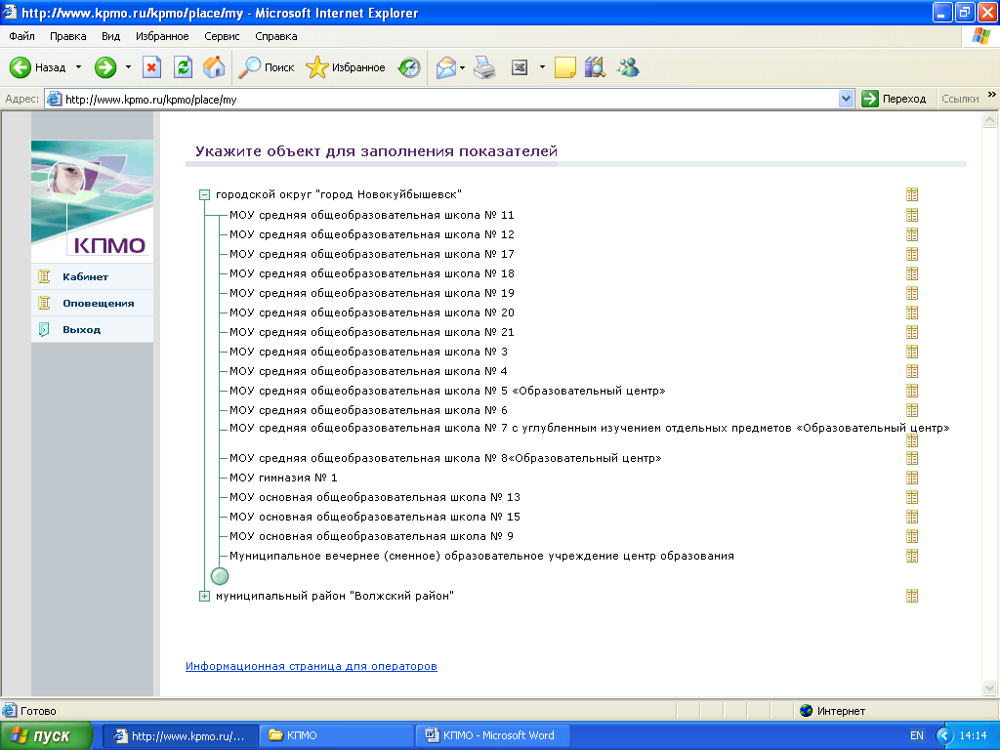 http://www.kpmo.ru/kpmo/place/my - Microsoft Internet Explorer
Файл Правка Вид Избранное Сервис Справка
Назад Поиск Избранное
Адрес: http://www.kpmo.ru/kpmo/place/my Переход Ссылки »
Укажите объект для заполнения показателей
КПМО
Кабинет
Оповещения
Выход
городской округ "город Новокуйбышевск"
МОУ средняя общеобразовательная школа № 11
МОУ средняя общеобразовательная школа № 12
МОУ средняя общеобразовательная школа № 17
МОУ средняя общеобразовательная школа № 18
МОУ средняя общеобразовательная школа № 19
МОУ средняя общеобразовательная школа № 20
МОУ средняя общеобразовательная школа № 21
МОУ средняя общеобразовательная школа № 3
МОУ средняя общеобразовательная школа № 4
МОУ средняя общеобразовательная школа № 5 «Образовательный центр»
МОУ средняя общеобразовательная школа № 6
МОУ средняя общеобразовательная школа № 7 с углубленным изучением отдельных предметов «Образовательный центр»
МОУ средняя общеобразовательная школа № 8«Образовательный центр»
МОУ гимназия № 1
МОУ основная общеобразовательная школа № 13
МОУ основная общеобразовательная школа № 15
МОУ основная общеобразовательная школа № 9
Муниципальное вечернее (сменное) образовательное учреждение центр образования
муниципальный район "Волжский район"
Информационная страница для операторов
Готово Интернет
пуск http://www.kpmo.ru/... КПМО КПМО - Microsoft Word EN 14:14